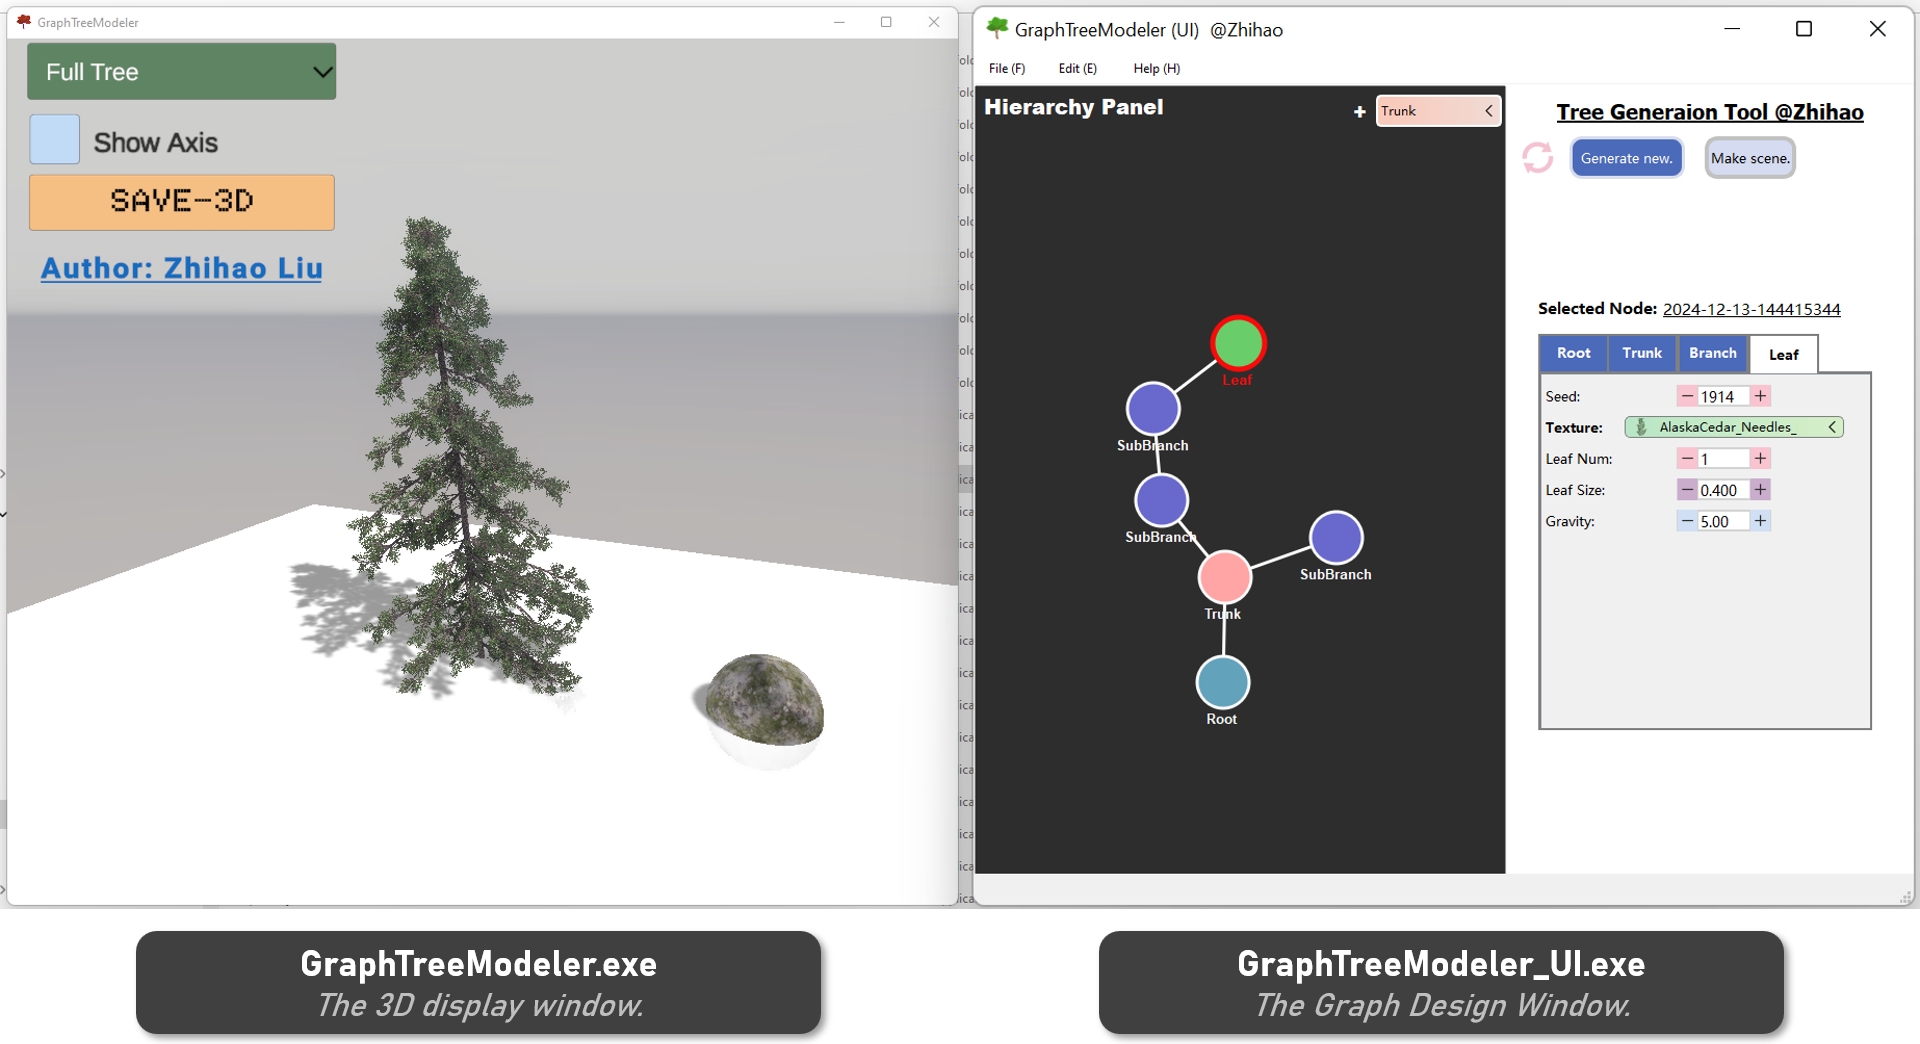 GraphTreeModeler
Full Tree
Show Axis
SAVE-3D
Author: Zhihao Liu
GraphTreeModeler (UI) @Zhihao
File (F) Edit (E) Help (H)
Hierarchy Panel
+ Trunk
Leaf
SubBranch
SubBranch
SubBranch
Trunk
Root
Tree Generaion Tool @Zhihao
Generate new. Make scene.
Selected Node: 2024-12-13-144415344
Root Trunk Branch Leaf
Seed: − 1914 +
Texture: AlaskaCedar_Needles_
Leaf Num: − 1 +
Leaf Size: − 0.400 +
Gravity: − 5.00 +
GraphTreeModeler.exe
The 3D display window.
GraphTreeModeler_UI.exe
The Graph Design Window.